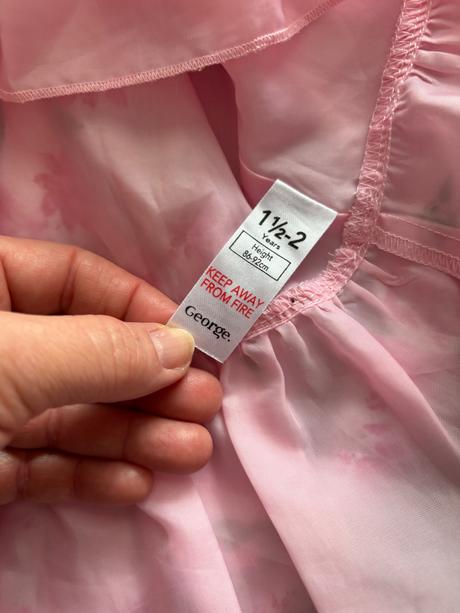 1½-2
Years
Height
86-92cm
KEEP AWAY
FROM FIRE
George.